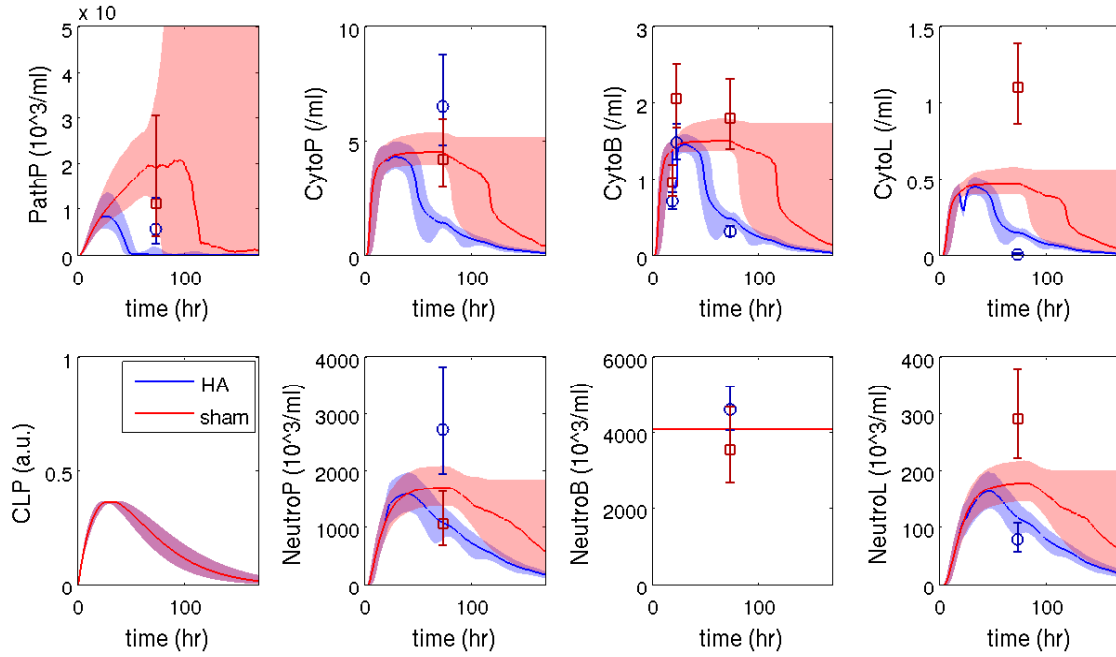 x 10
5
4
3
2
1
0
PathP (10^3/ml)
0 100
time (hr)
10
5
0
CytoP (/ml)
0 100
time (hr)
3
2
1
0
CytoB (/ml)
0 100
time (hr)
1.5
1
0.5
0
CytoL (/ml)
0 100
time (hr)
1
0.5
0
CLP (a.u.)
HA
sham
0 100
time (hr)
4000
3000
2000
1000
0
NeutroP (10^3/ml)
0 100
time (hr)
6000
4000
2000
0
NeutroB (10^3/ml)
0 100
time (hr)
400
300
200
100
0
NeutroL (10^3/ml)
0 100
time (hr)